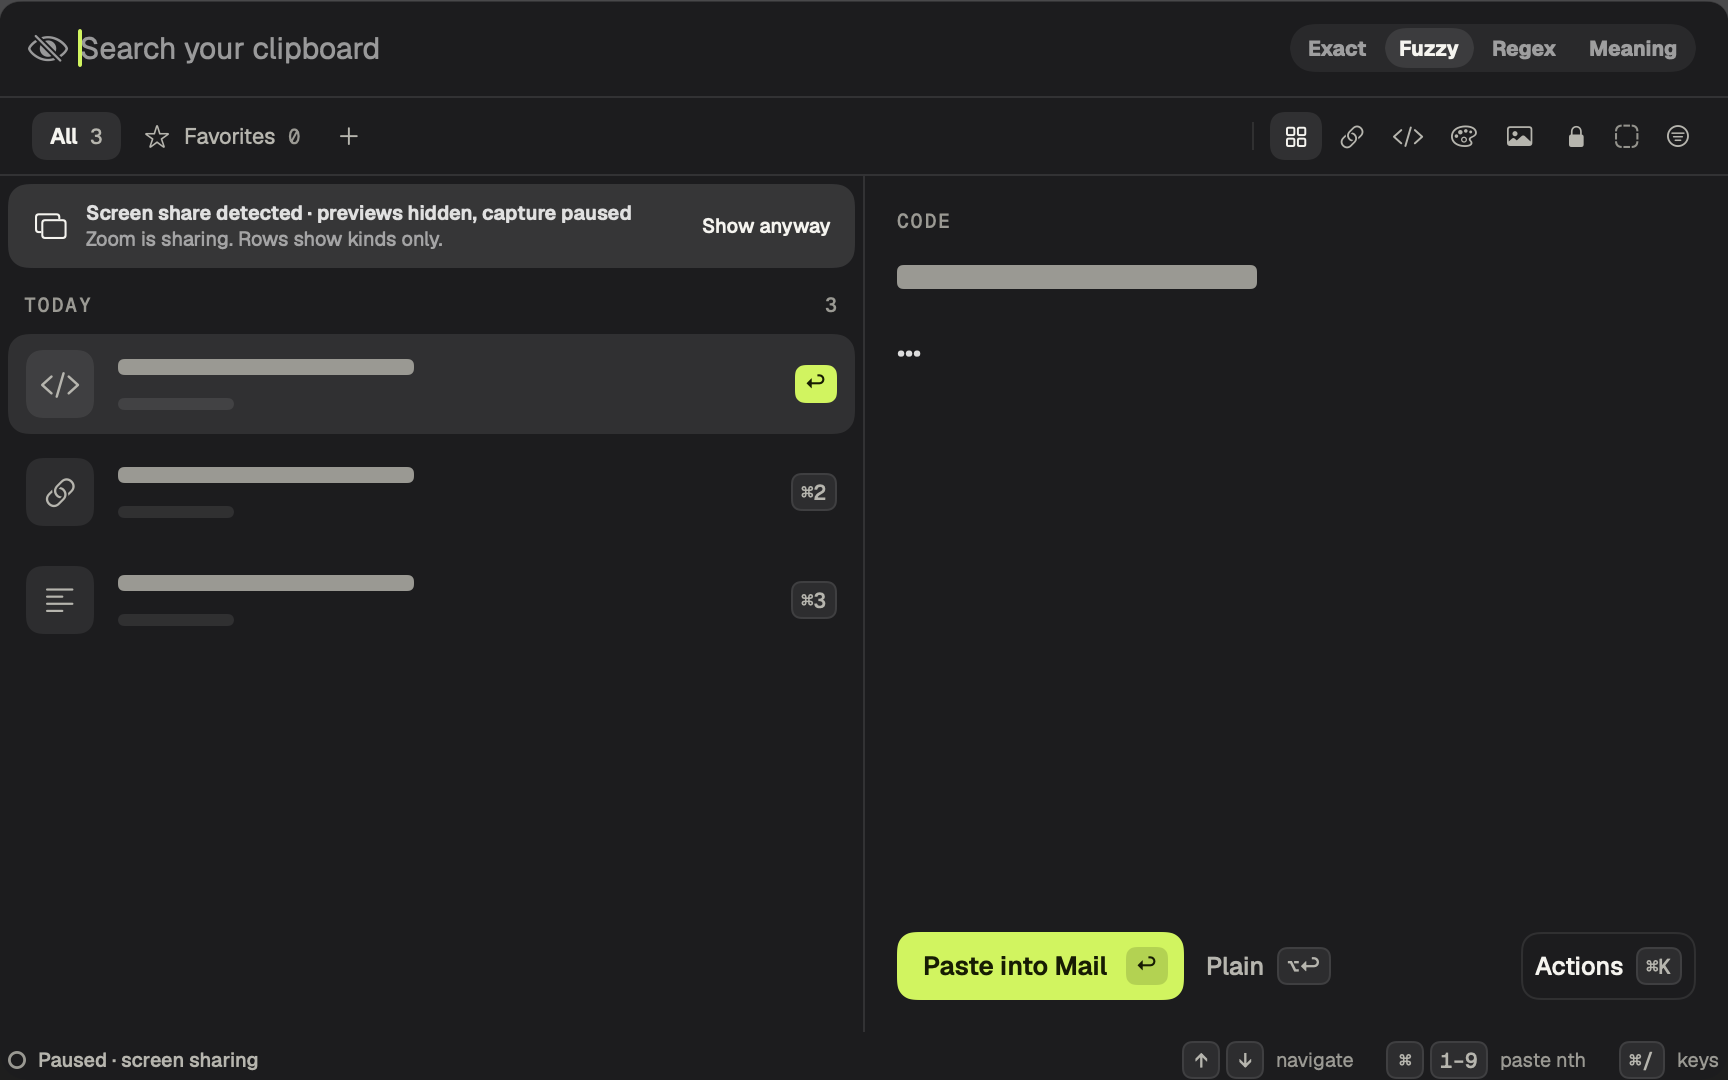 Search your clipboard
Exact Fuzzy Regex Meaning
All 3 Favorites 0 +
Screen share detected · previews hidden, capture paused
Zoom is sharing. Rows show kinds only.
Show anyway
TODAY 3
⌘2
⌘3
CODE
•••
Paste into Mail ↩ Plain ⌥↩ Actions ⌘K
Paused · screen sharing
↑ ↓ navigate ⌘ 1–9 paste nth ⌘/ keys